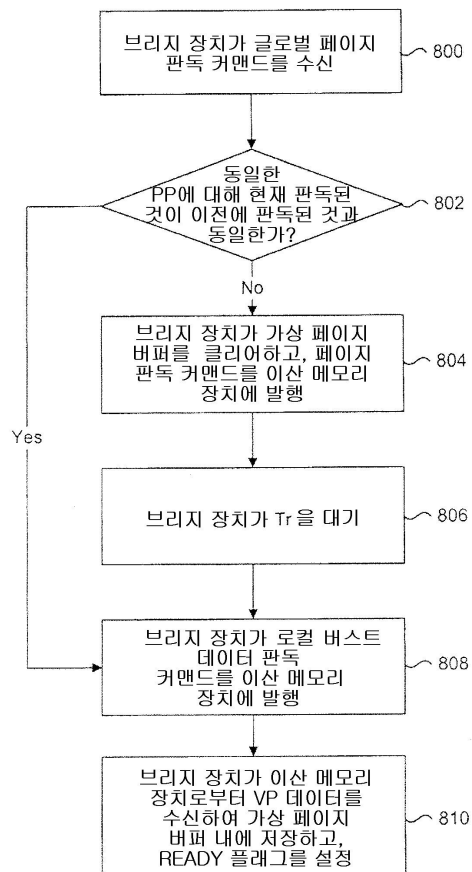 브리지 장치가 글로벌 페이지
판독 커맨드를 수신
800
동일한
PP에 대해 현재 판독된
것이 이전에 판독된 것과
동일한가?
802
No
Yes
브리지 장치가 가상 페이지
버퍼를 클리어하고, 페이지
판독 커맨드를 이산 메모리
장치에 발행
804
브리지 장치가 Tr을 대기
806
브리지 장치가 로컬 버스트
데이터 판독
커맨드를 이산 메모리
장치에 발행
808
브리지 장치가 이산 메모리
장치로부터 VP 데이터를
수신하여 가상 페이지
버퍼 내에 저장하고,
READY 플래그를 설정
810